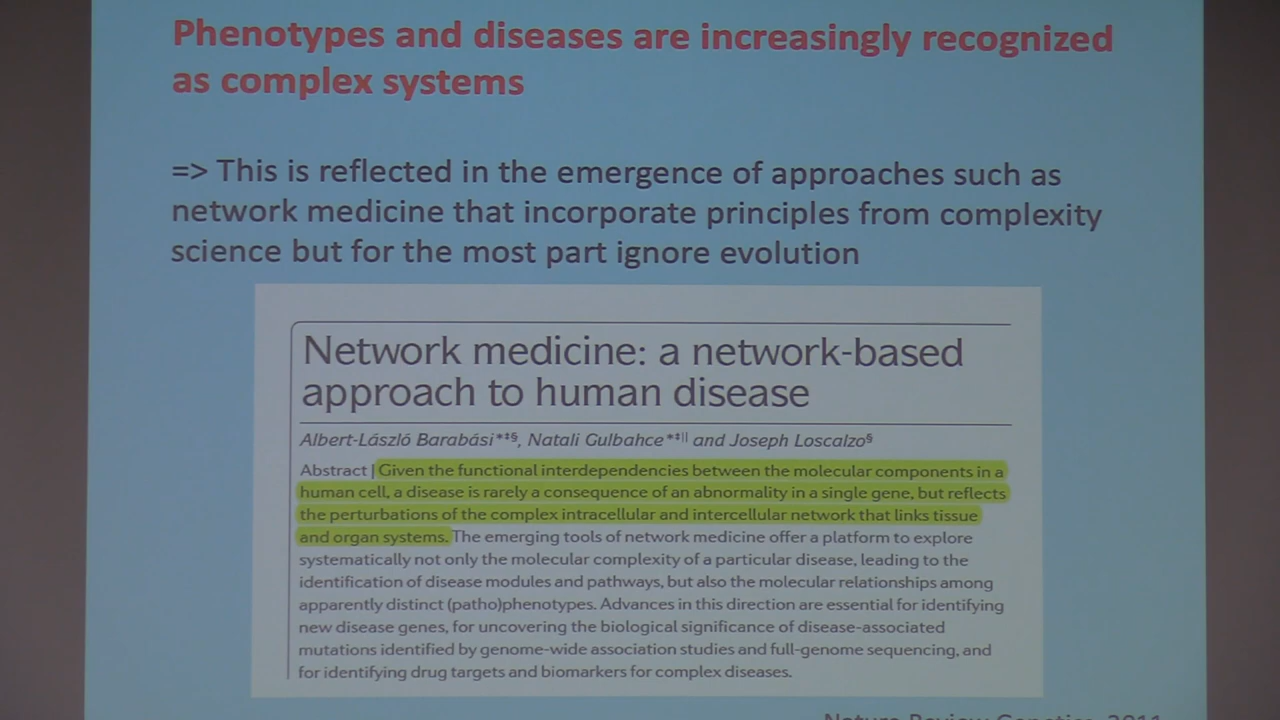 Phenotypes and diseases are increasingly recognized
as complex systems
=> This is reflected in the emergence of approaches such as
network medicine that incorporate principles from complexity
science but for the most part ignore evolution
Network medicine: a network-based
approach to human disease
Albert-László Barabási*‡§, Natali Gulbahce*‡|| and Joseph Loscalzo§
Abstract | Given the functional interdependencies between the molecular components in a
human cell, a disease is rarely a consequence of an abnormality in a single gene, but reflects
the perturbations of the complex intracellular and intercellular network that links tissue
and organ systems. The emerging tools of network medicine offer a platform to explore
systematically not only the molecular complexity of a particular disease, leading to the
identification of disease modules and pathways, but also the molecular relationships among
apparently distinct (patho)phenotypes. Advances in this direction are essential for identifying
new disease genes, for uncovering the biological significance of disease-associated
mutations identified by genome-wide association studies and full-genome sequencing, and
for identifying drug targets and biomarkers for complex diseases.
Nature Review Genetics, 2011